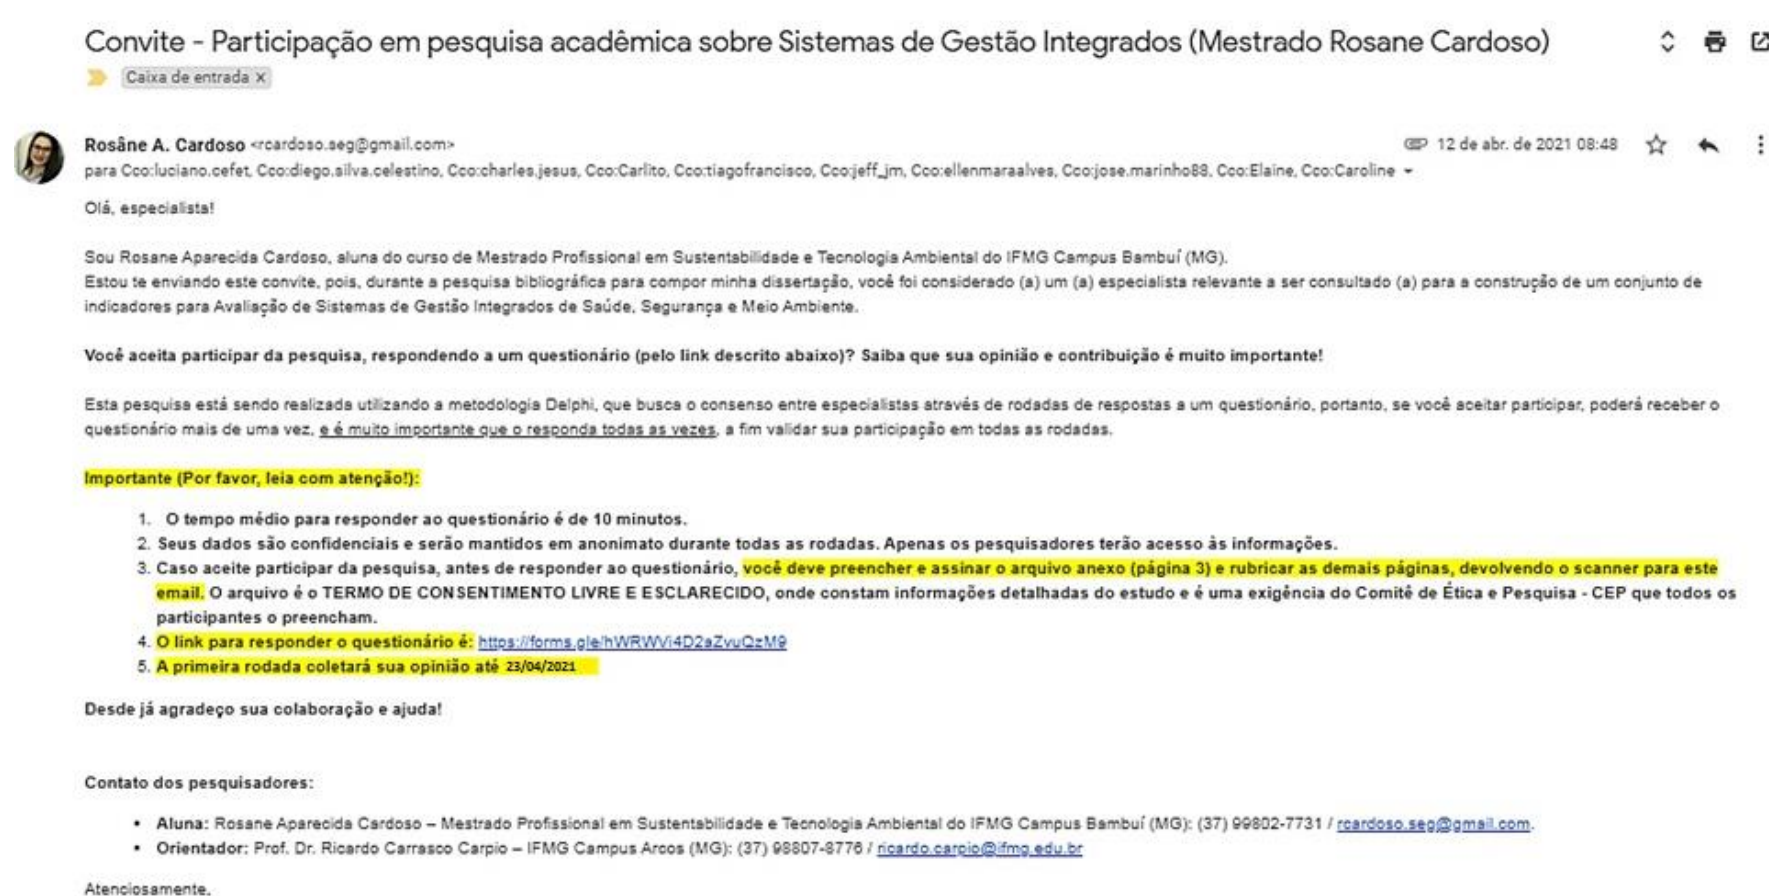 Convite - Participação em pesquisa acadêmica sobre Sistemas de Gestão Integrados (Mestrado Rosane Cardoso)
Caixa de entrada x
Rosâne A. Cardoso <rcardoso.seg@gmail.com>
12 de abr. de 2021 08:48
para Cco:luciano.cefet, Cco:diego.silva.celestino, Cco:charles.jesus, Cco:Carlito, Cco:tiagofrancisco, Cco:jeff_jm, Cco:ellenmaraalves, Cco:jose.marinho88, Cco:Elaine, Cco:Caroline
Olá, especialista!
Sou Rosane Aparecida Cardoso, aluna do curso de Mestrado Profissional em Sustentabilidade e Tecnologia Ambiental do IFMG Campus Bambuí (MG).
Estou te enviando este convite, pois, durante a pesquisa bibliográfica para compor minha dissertação, você foi considerado (a) um (a) especialista relevante a ser consultado (a) para a construção de um conjunto de
indicadores para Avaliação de Sistemas de Gestão Integrados de Saúde, Segurança e Meio Ambiente.
Você aceita participar da pesquisa, respondendo a um questionário (pelo link descrito abaixo)? Saiba que sua opinião e contribuição é muito importante!
Esta pesquisa está sendo realizada utilizando a metodologia Delphi, que busca o consenso entre especialistas através de rodadas de respostas a um questionário, portanto, se você aceitar participar, poderá receber o
questionário mais de uma vez, e é muito importante que o responda todas as vezes, a fim validar sua participação em todas as rodadas.
Importante (Por favor, leia com atenção!):
1. O tempo médio para responder ao questionário é de 10 minutos.
2. Seus dados são confidenciais e serão mantidos em anonimato durante todas as rodadas. Apenas os pesquisadores terão acesso às informações.
3. Caso aceite participar da pesquisa, antes de responder ao questionário, você deve preencher e assinar o arquivo anexo (página 3) e rubricar as demais páginas, devolvendo o scanner para este
email. O arquivo é o TERMO DE CONSENTIMENTO LIVRE E ESCLARECIDO, onde constam informações detalhadas do estudo e é uma exigência do Comitê de Ética e Pesquisa - CEP que todos os
participantes o preencham.
4. O link para responder o questionário é: https://forms.gle/hWRWVi4D2aZvuQzM9
5. A primeira rodada coletará sua opinião até 23/04/2021
Desde já agradeço sua colaboração e ajuda!
Contato dos pesquisadores:
• Aluna: Rosane Aparecida Cardoso – Mestrado Profissional em Sustentabilidade e Tecnologia Ambiental do IFMG Campus Bambuí (MG): (37) 99802-7731 / rcardoso.seg@gmail.com.
• Orientador: Prof. Dr. Ricardo Carrasco Carpio – IFMG Campus Arcos (MG): (37) 98807-8776 / ricardo.carpio@ifmg.edu.br
Atenciosamente,